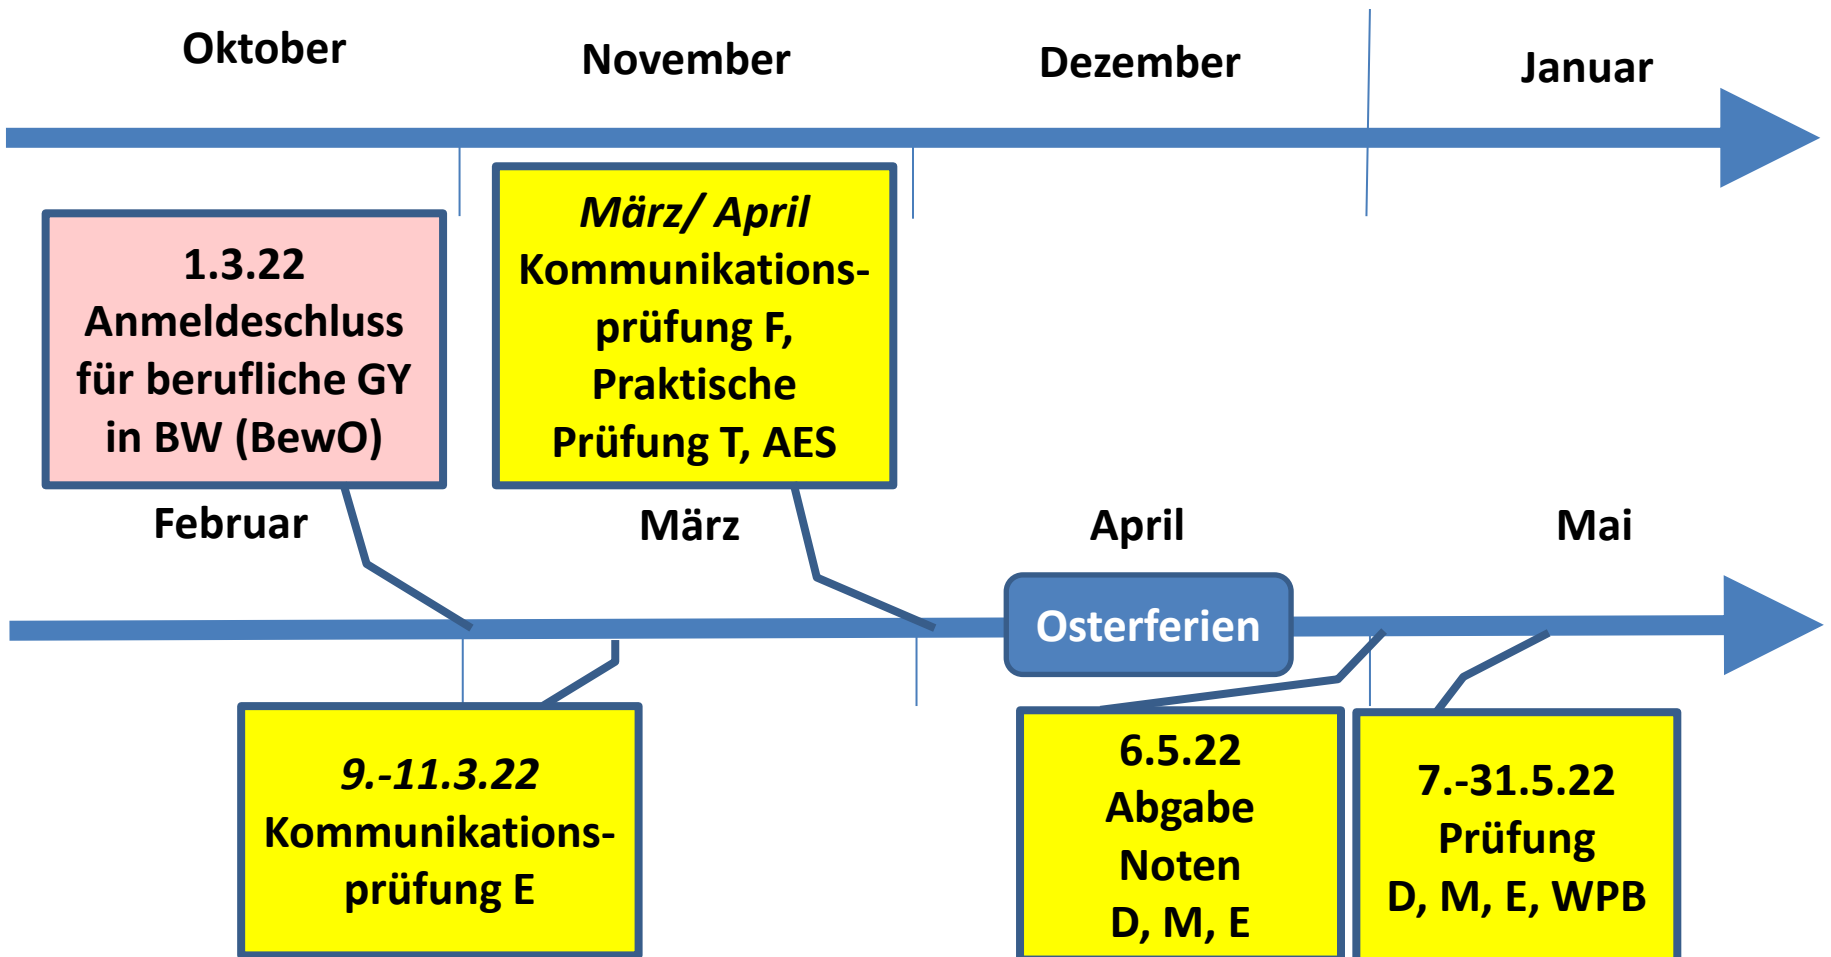 Oktober
November
Dezember
Januar
1.3.22
Anmeldeschluss
für berufliche GY
in BW (BewO)
März/ April
Kommunikations-
prüfung F,
Praktische
Prüfung T, AES
Februar
März
April
Mai
Osterferien
9.-11.3.22
Kommunikations-
prüfung E
6.5.22
Abgabe
Noten
D, M, E
7.-31.5.22
Prüfung
D, M, E, WPB